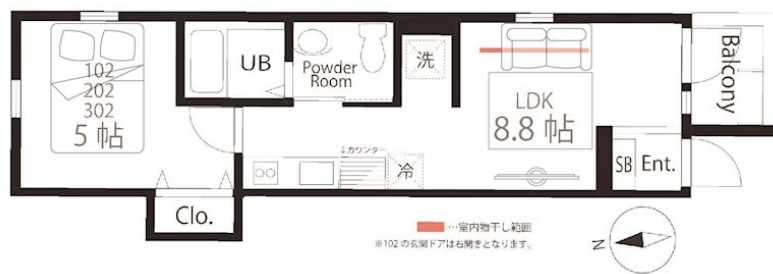 102
202
302
5 帖
UB
Powder
Room
洗
LDK
8.8 帖
Balcony
↓カウンター
冷
SB
Ent.
Clo.
…室内物干し範囲
※102の玄関ドアは右開きとなります。
N